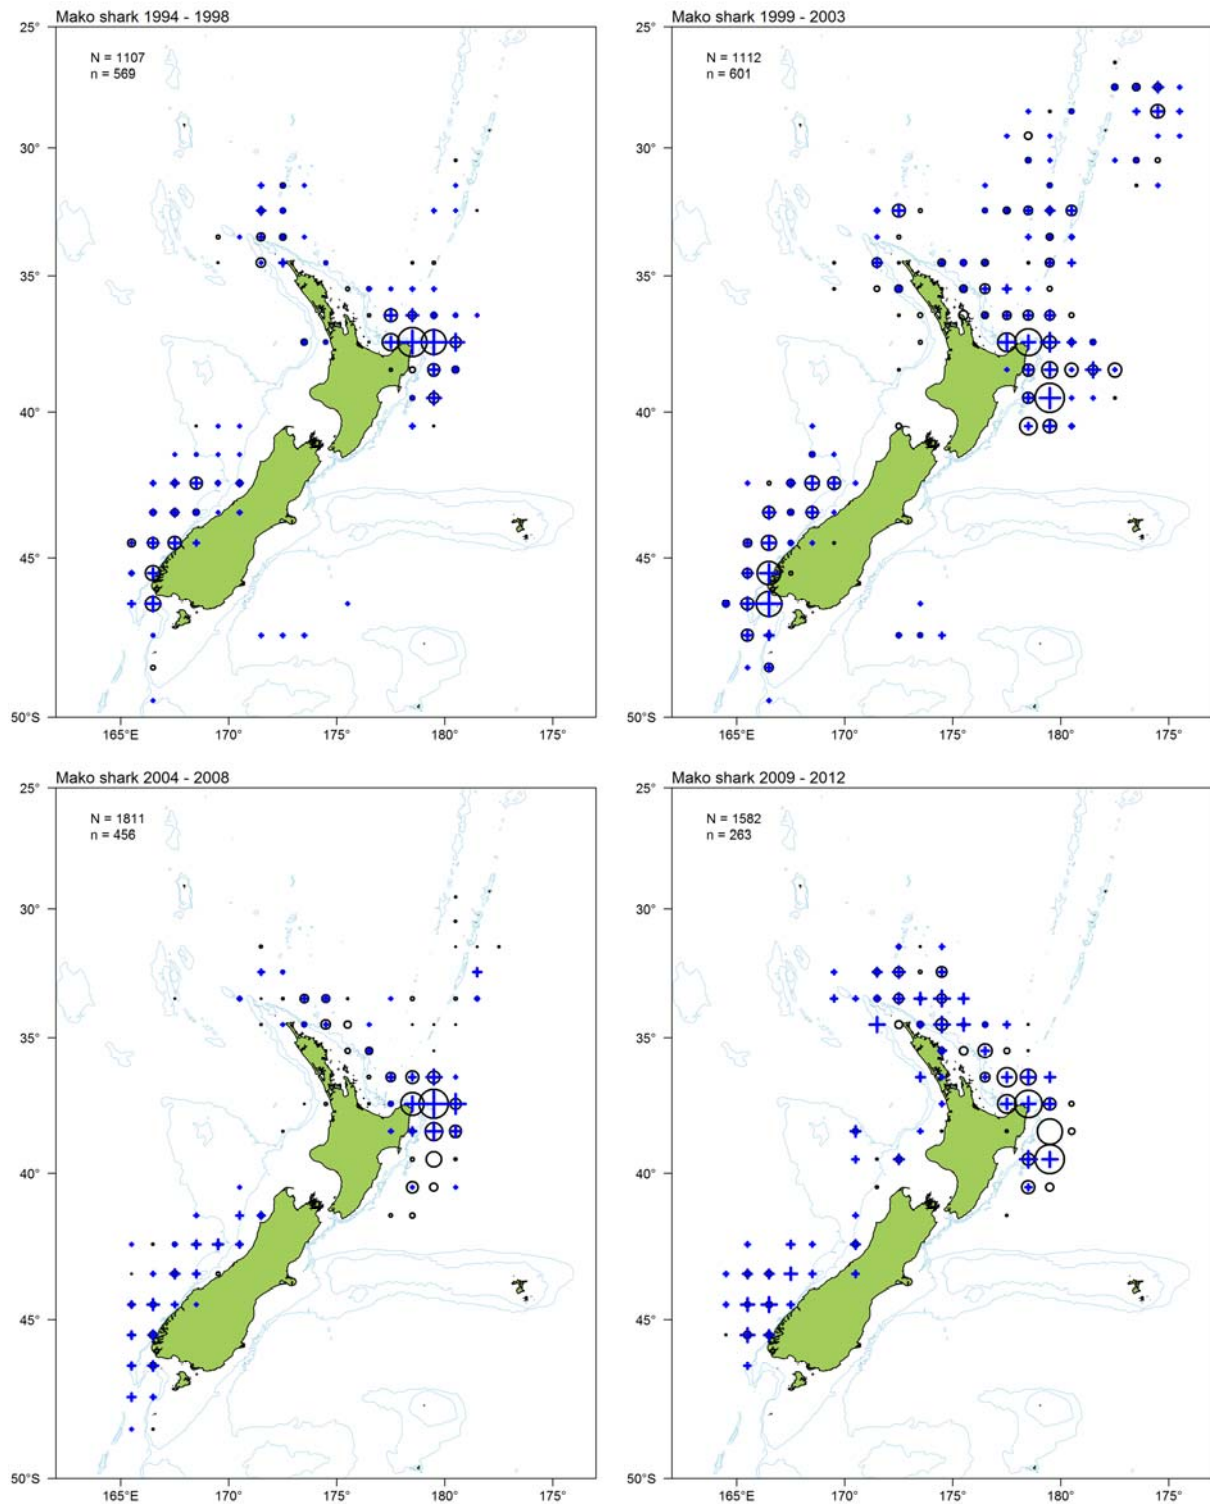 Mako shark 1994 - 1998
N = 1107
n = 569
25°
30°
35°
40°
45°
50°S
165°E 170° 175° 180° 175°
Mako shark 1999 - 2003
N = 1112
n = 601
25°
30°
35°
40°
45°
50°S
165°E 170° 175° 180° 175°
Mako shark 2004 - 2008
N = 1811
n = 456
25°
30°
35°
40°
45°
50°S
165°E 170° 175° 180° 175°
Mako shark 2009 - 2012
N = 1582
n = 263
25°
30°
35°
40°
45°
50°S
165°E 170° 175° 180° 175°